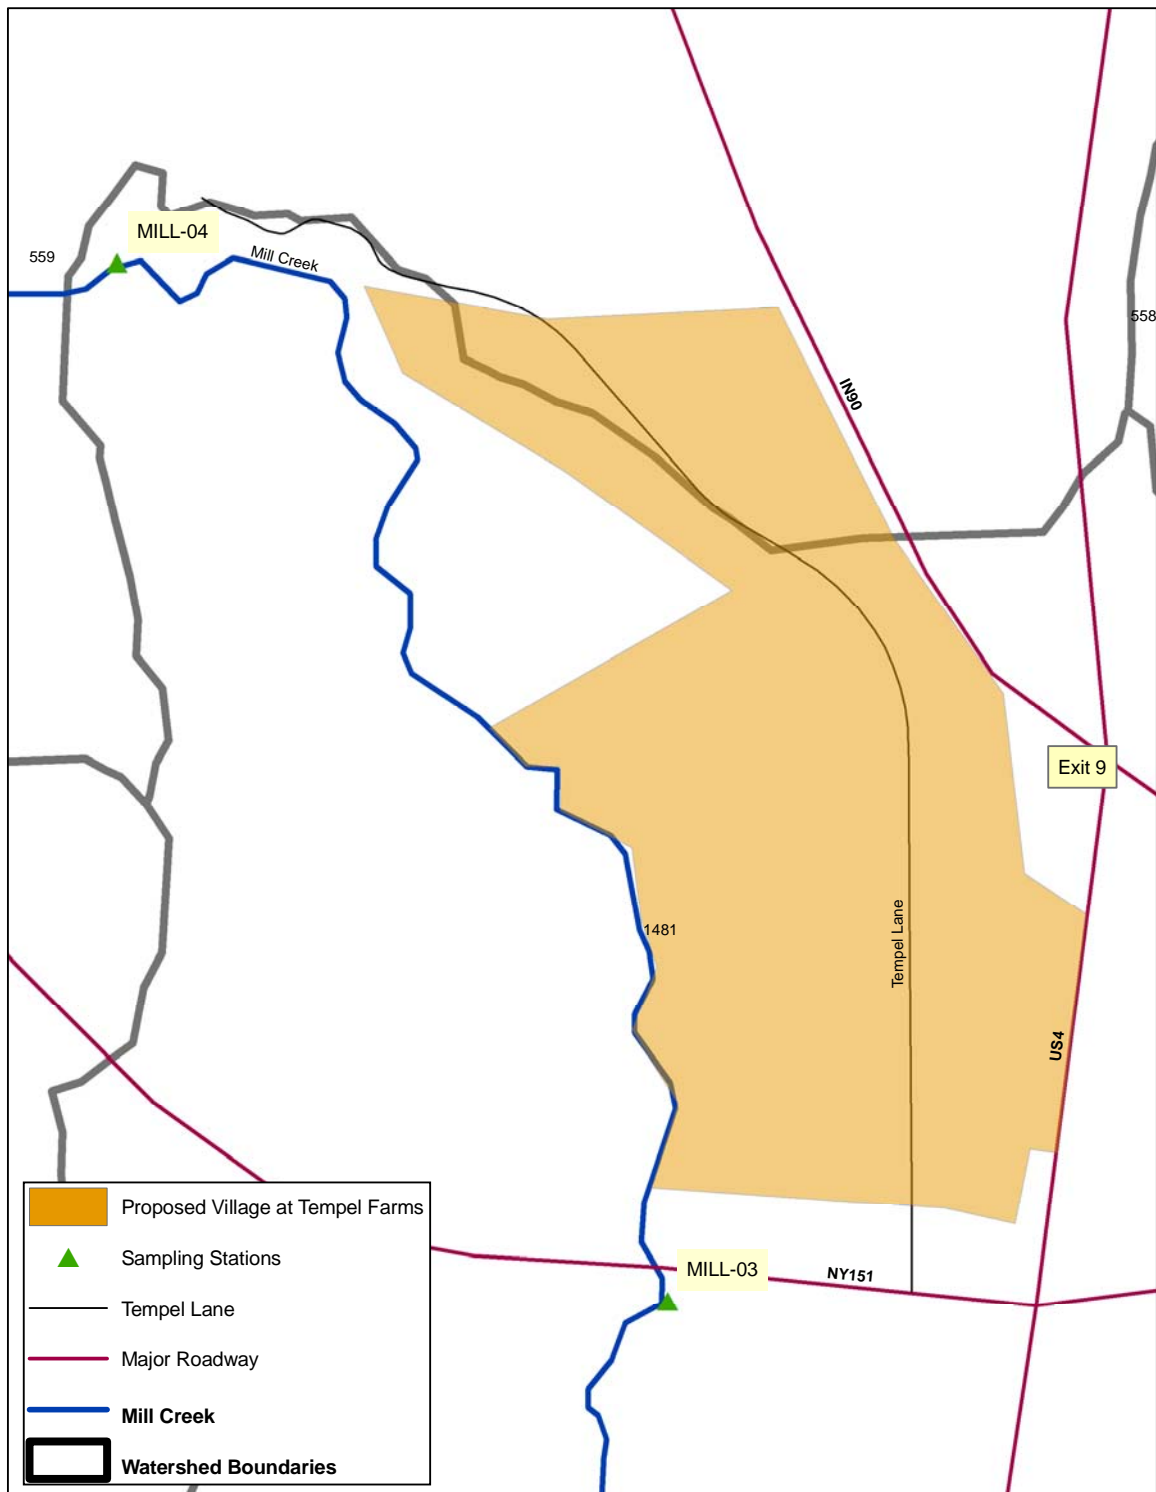 MILL-04
559
Mill Creek
558
IN90
Exit 9
1481
Tempel Lane
US4
MILL-03
NY151
Proposed Village at Tempel Farms
Sampling Stations
Tempel Lane
Major Roadway
Mill Creek
Watershed Boundaries